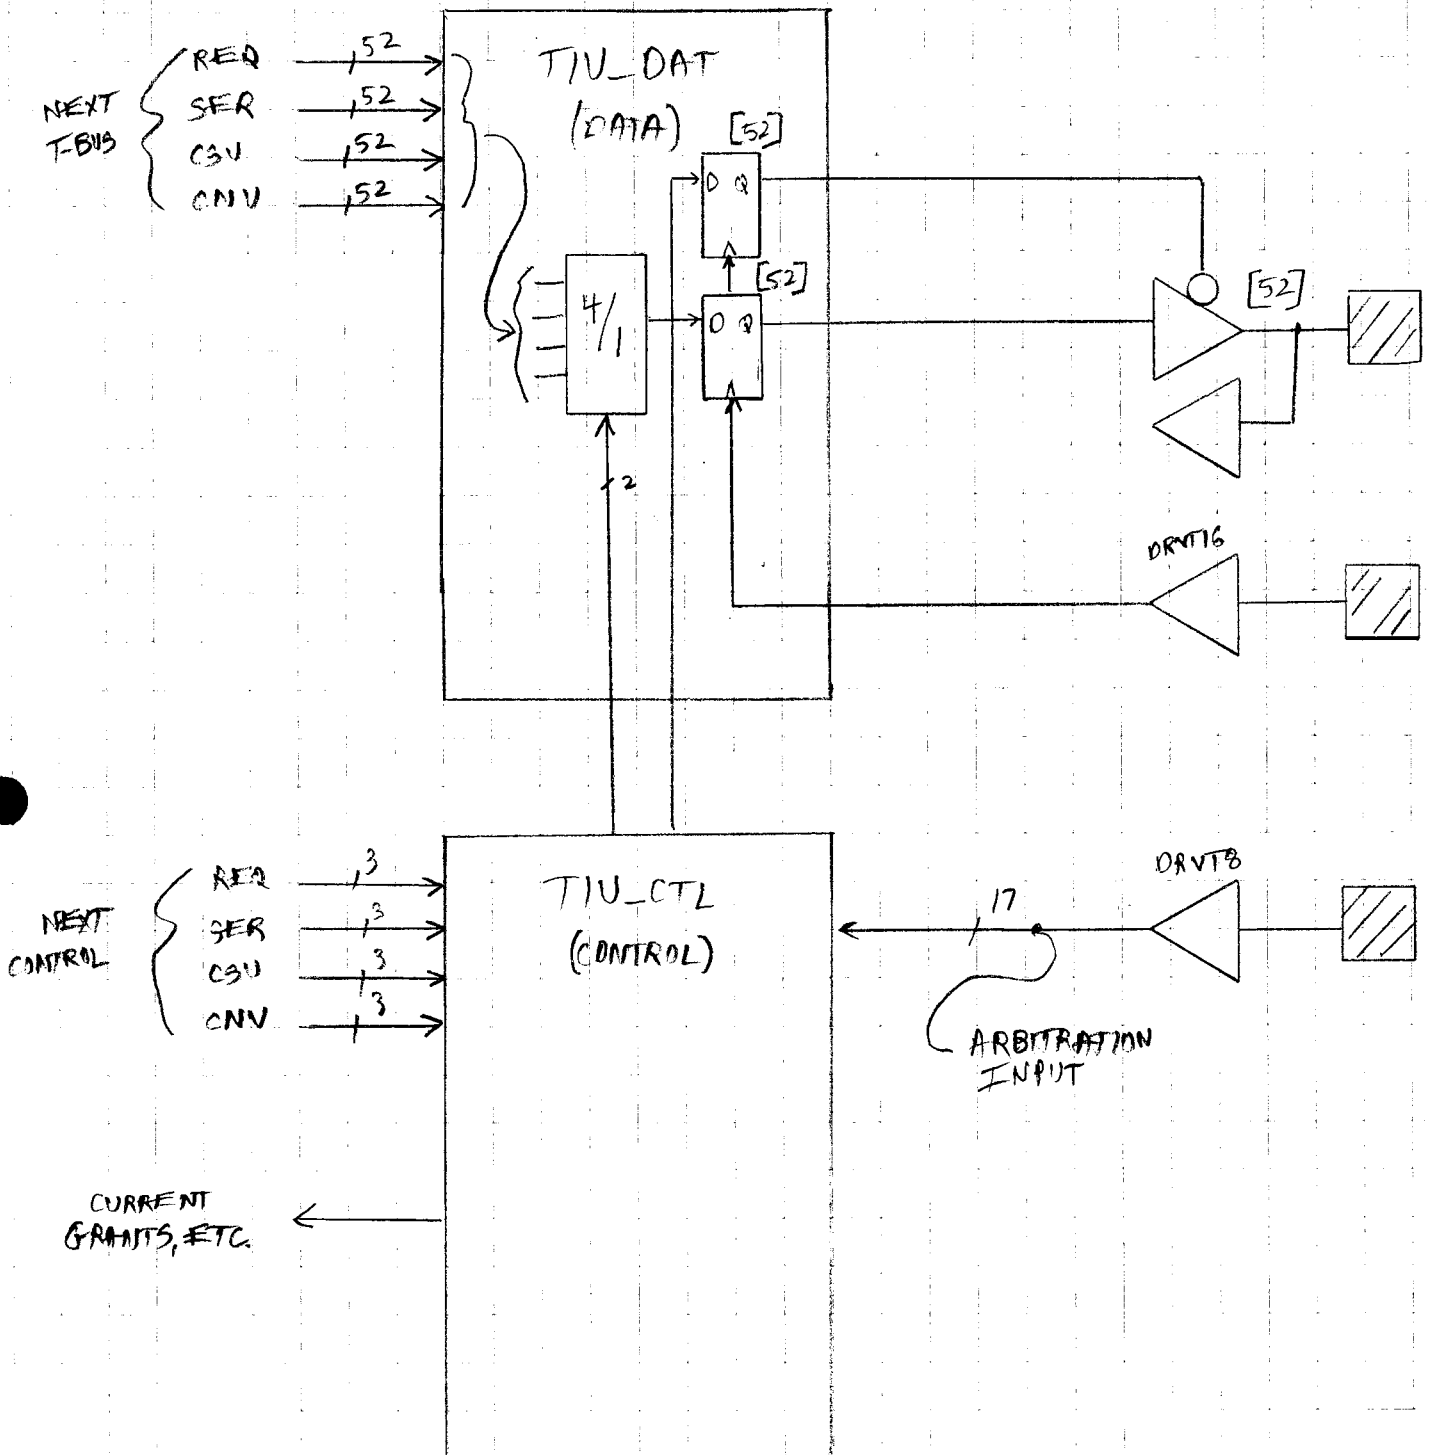 REQ 52
SER 52
CSU 52
CNV 52
NEXT
T-BUS
TIU_DAT
(DATA)
[52]
D Q
[52]
D Q
4/1
2
[52]
DRVT16
REQ 3
SER 3
CSU 3
CNV 3
NEXT
CONTROL
TIU_CTL
(CONTROL)
17
DRVT8
ARBITRATION
INPUT
CURRENT
GRANTS, ETC.